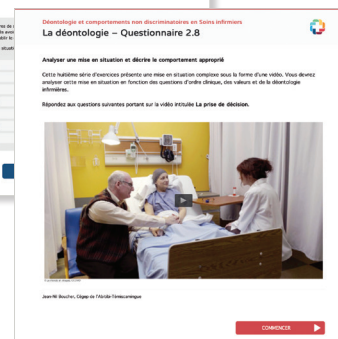 Déontologie et comportements non discriminatoires en Soins infirmiers
La déontologie – Questionnaire 2.8
Analyser une mise en situation et décrire le comportement approprié
Cette huitième série d'exercices présente une mise en situation complexe sous la forme d'une vidéo. Vous devrez
analyser cette mise en situation en fonction des questions d'ordre clinique, des valeurs et de la déontologie
infirmières.
Répondez aux questions suivantes portant sur la vidéo intitulée La prise de décision.
Jean-Fél Boucher, Cégep de l'Abitibi-Témiscamingue
COMMENCER